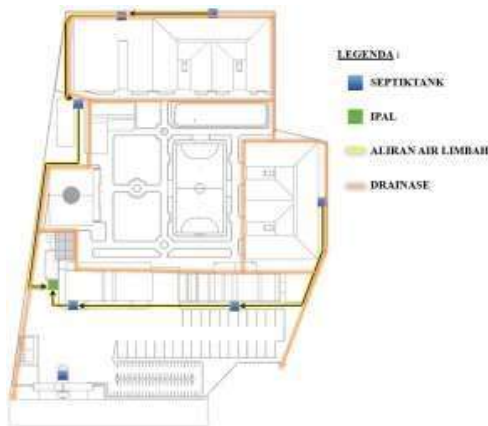 LEGENDA :
SEPTIKTANK
IPAL
ALIRAN AIR LIMBAH
DRAINASE